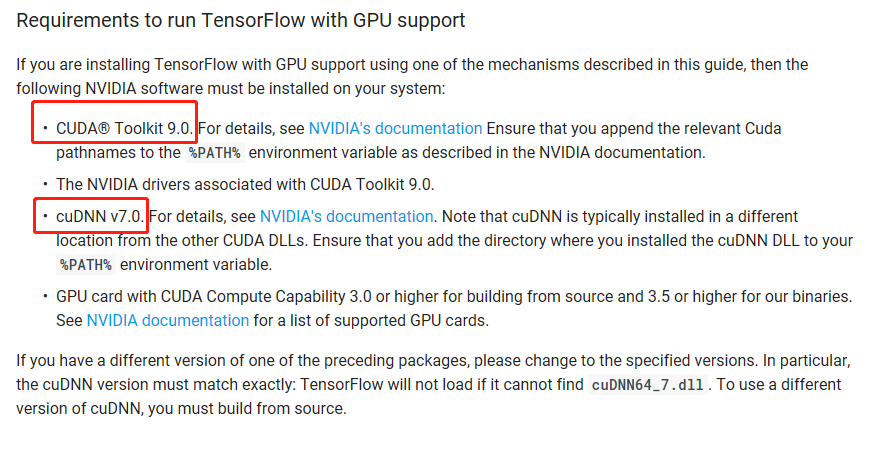 Requirements to run TensorFlow with GPU support
If you are installing TensorFlow with GPU support using one of the mechanisms described in this guide, then the
following NVIDIA software must be installed on your system:
• CUDA® Toolkit 9.0. For details, see NVIDIA's documentation Ensure that you append the relevant Cuda
pathnames to the %PATH% environment variable as described in the NVIDIA documentation.
• The NVIDIA drivers associated with CUDA Toolkit 9.0.
• cuDNN v7.0. For details, see NVIDIA's documentation. Note that cuDNN is typically installed in a different
location from the other CUDA DLLs. Ensure that you add the directory where you installed the cuDNN DLL to your
%PATH% environment variable.
• GPU card with CUDA Compute Capability 3.0 or higher for building from source and 3.5 or higher for our binaries.
See NVIDIA documentation for a list of supported GPU cards.
If you have a different version of one of the preceding packages, please change to the specified versions. In particular,
the cuDNN version must match exactly: TensorFlow will not load if it cannot find cuDNN64_7.dll. To use a different
version of cuDNN, you must build from source.